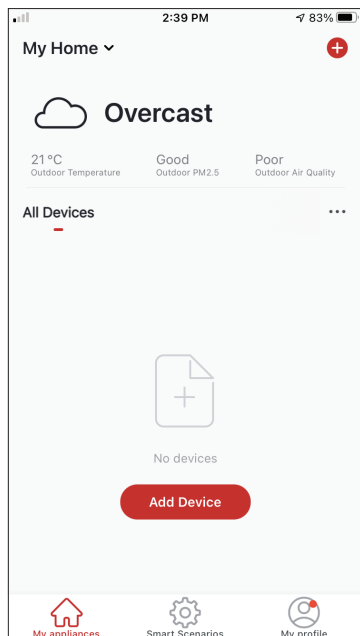 2:39 PM
83%
My Home
Overcast
21 °C Good Poor
Outdoor Temperature Outdoor PM2.5 Outdoor Air Quality
All Devices
No devices
Add Device
My appliances Smart Scenarios My profile